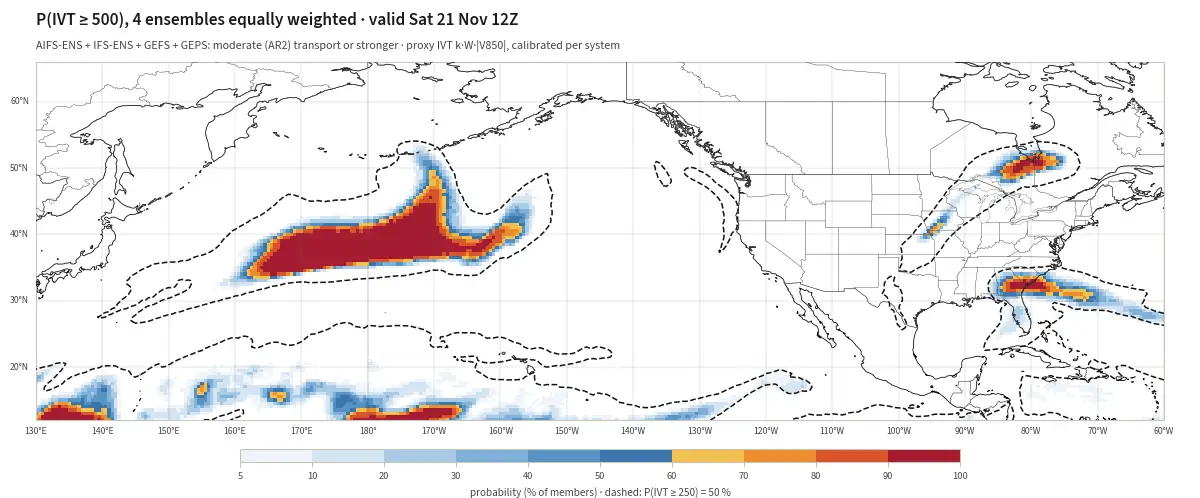 P(IVT ≥ 500), 4 ensembles equally weighted · valid Sat 21 Nov 12Z
AIFS-ENS + IFS-ENS + GEFS + GEPS: moderate (AR2) transport or stronger · proxy IVT k·W·|V850|, calibrated per system
60°N
50°N
40°N
30°N
20°N
130°E 140°E 150°E 160°E 170°E 180° 170°W 160°W 150°W 140°W 130°W 120°W 110°W 100°W 90°W 80°W 70°W 60°W
5 10 20 30 40 50 60 70 80 90 100
probability (% of members) · dashed: P(IVT ≥ 250) = 50 %